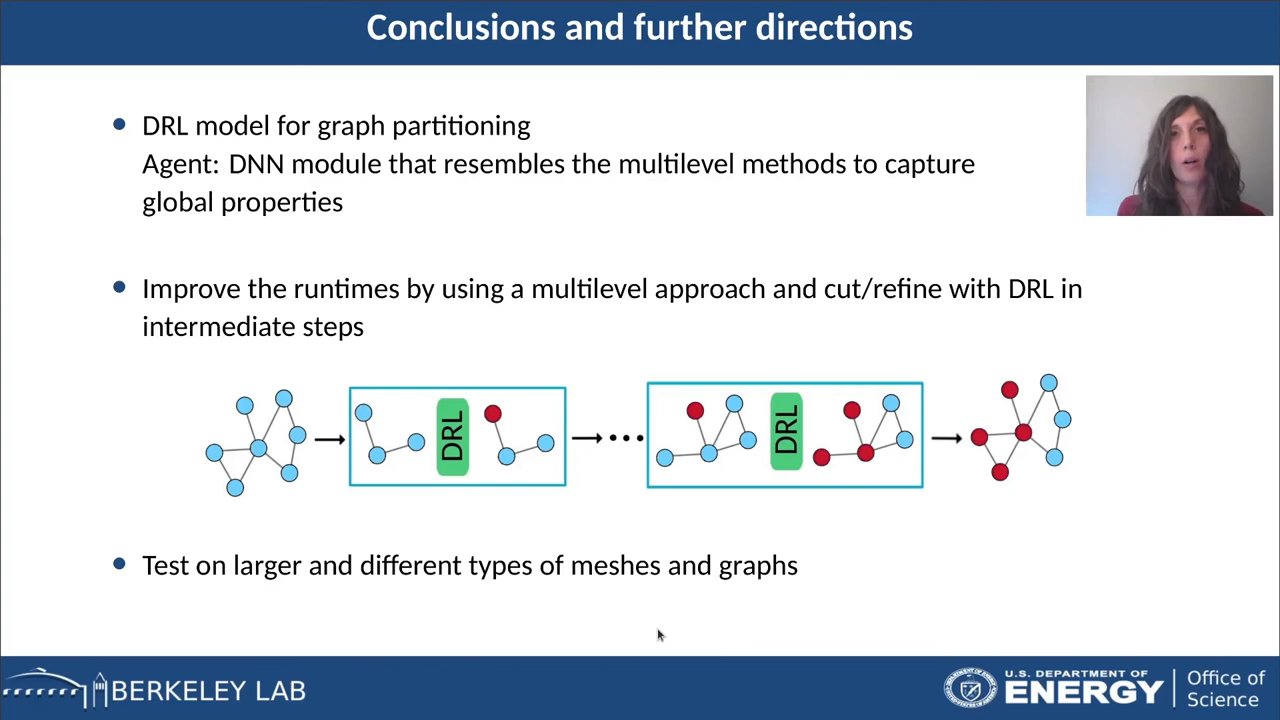 Conclusions and further directions
DRL model for graph partitioning
Agent: DNN module that resembles the multilevel methods to capture
global properties
Improve the runtimes by using a multilevel approach and cut/refine with DRL in
intermediate steps
DRL
DRL
Test on larger and different types of meshes and graphs
BERKELEY LAB
U.S. DEPARTMENT OF
ENERGY
Office of
Science